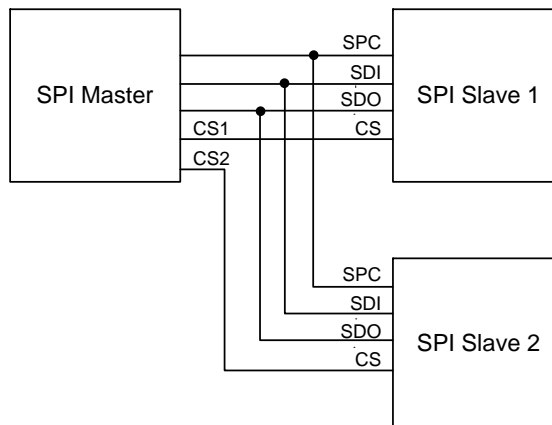 SPI Master
CS1
CS2
SPC
SDI
SDO
CS
SPI Slave 1
SPC
SDI
SDO
CS
SPI Slave 2